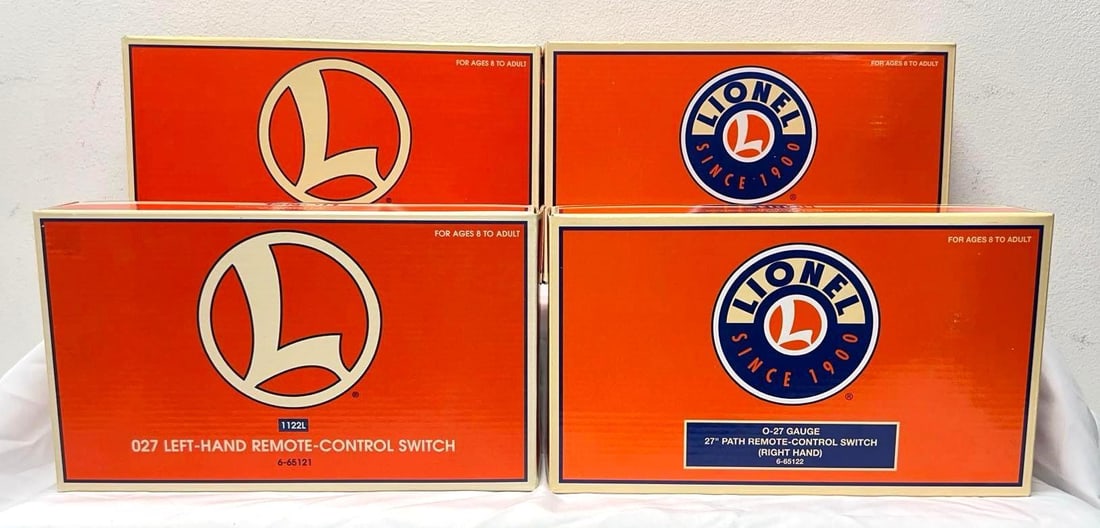 FOR AGES 8 TO ADULT
L
®
FOR AGES 8 TO ADULT
LIONEL
L
SINCE 1900
®
FOR AGES 8 TO ADULT
L
®
1122L
027 LEFT-HAND REMOTE-CONTROL SWITCH
6-65121
FOR AGES 8 TO ADULT
LIONEL
L
SINCE 1900
®
O-27 GAUGE
27" PATH REMOTE-CONTROL SWITCH
(RIGHT HAND)
6-65122